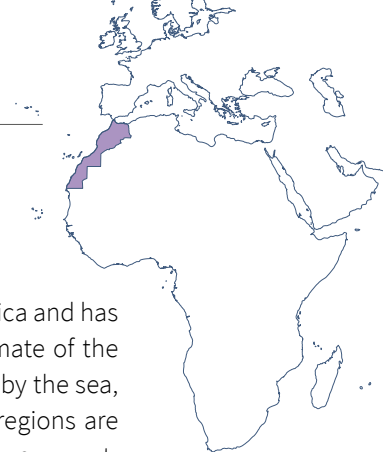 ica and has
mate of the
by the sea,
regions are